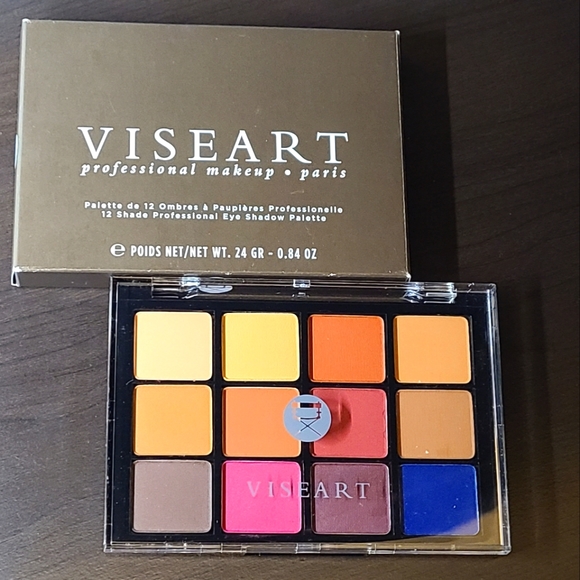 VISEART
professional makeup • paris
Palette de 12 Ombres à Paupières Professionelle
12 Shade Professional Eye Shadow Palette
℮ POIDS NET/NET WT. 24 GR - 0.84 OZ
VISEART